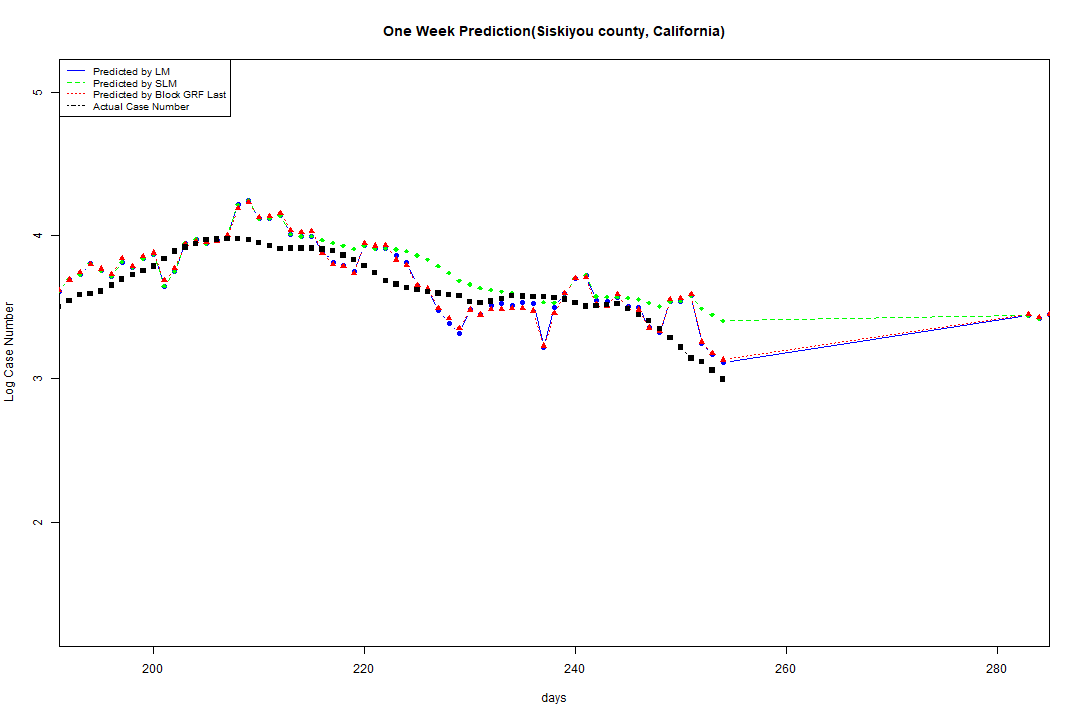 One Week Prediction(Siskiyou county, California)
Predicted by LM
Predicted by SLM
Predicted by Block GRF Last
Actual Case Number
5
4
3
2
Log Case Number
200
220
240
260
280
days